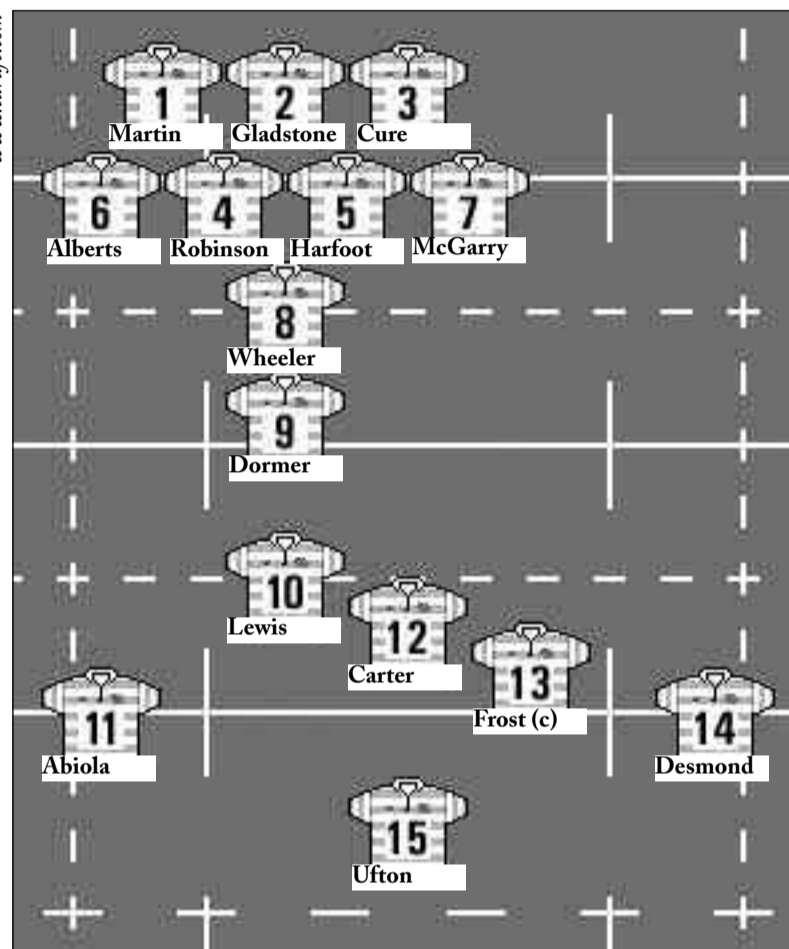 1 2 3
Martin Gladstone Cure
6 4 5 7
Alberts Robinson Harfoot McGarry
8
Wheeler
9
Dormer
10
Lewis
12
Carter
13
Frost (c)
11 14
Abiola Desmond
15
Ufton